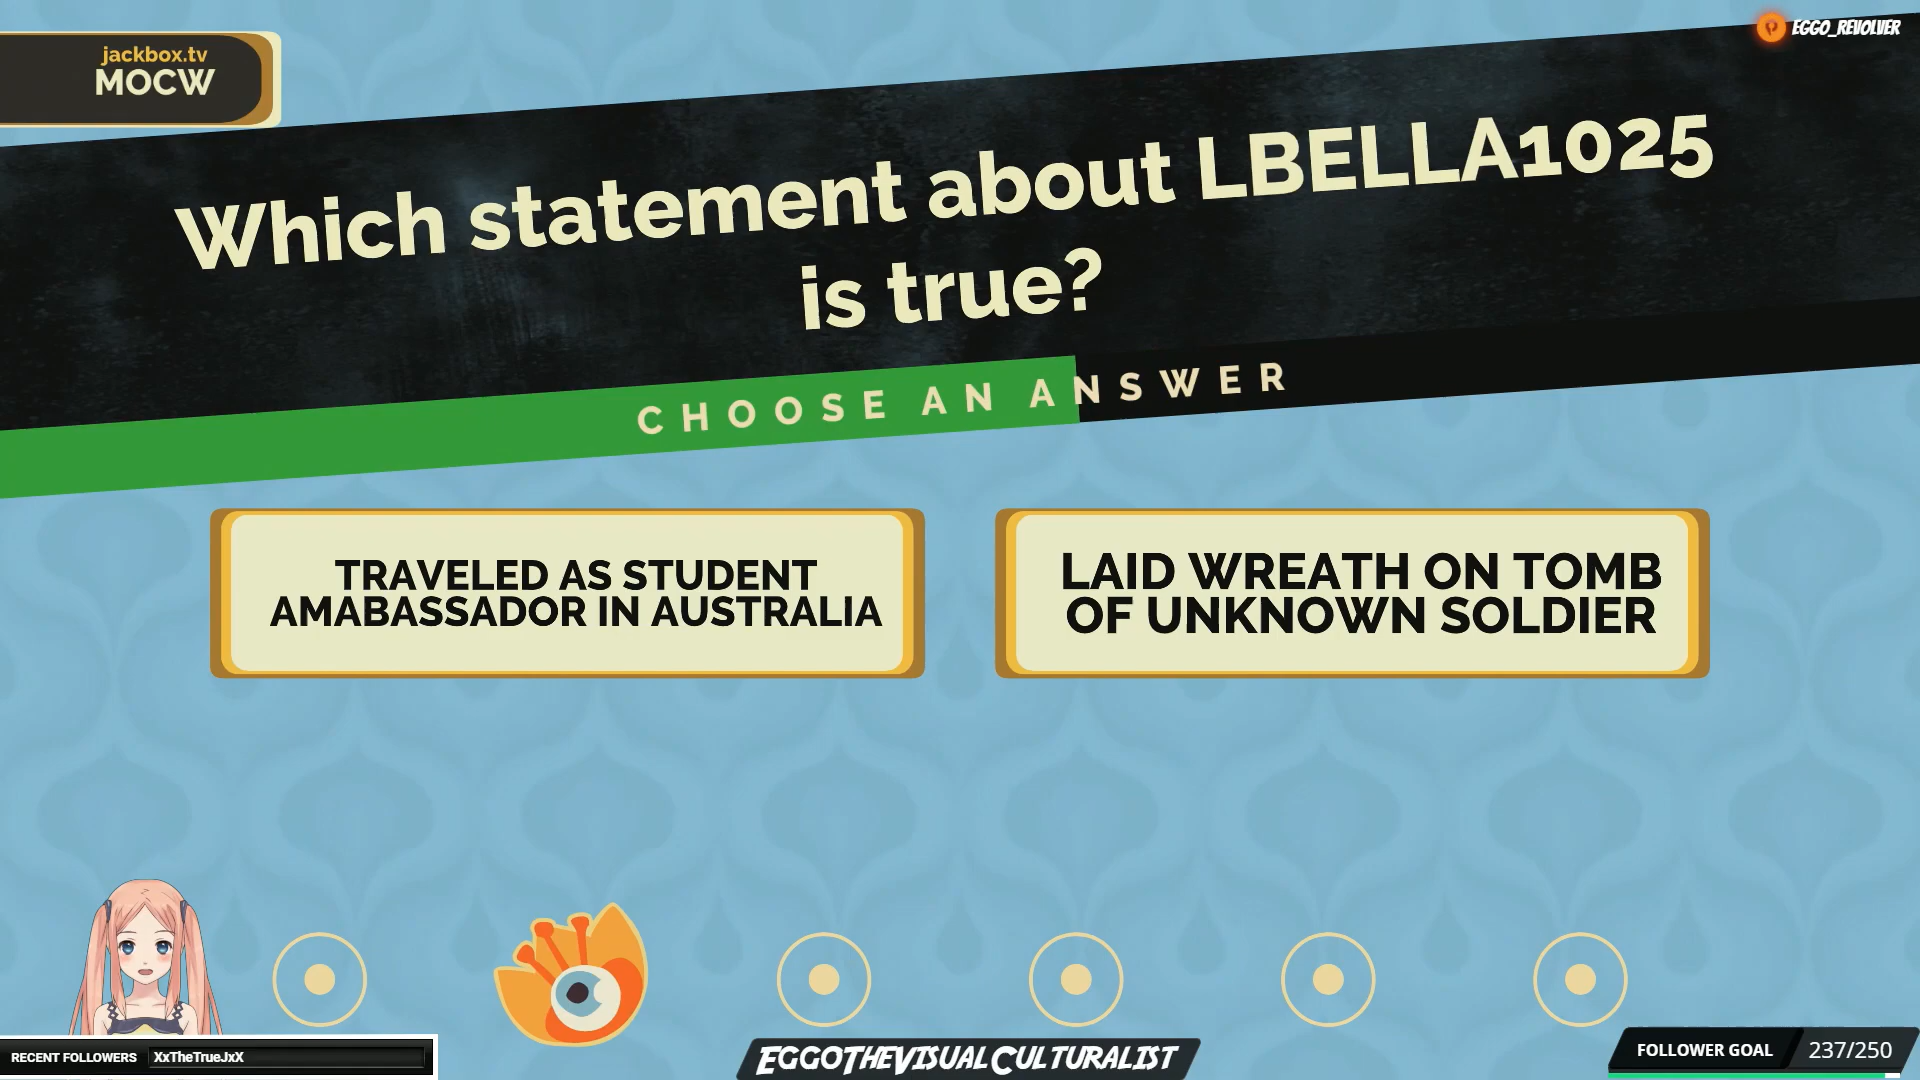 jackbox.tv
MOCW
EGGO_REVOLVER
Which statement about LBELLA1025
is true?
CHOOSE AN ANSWER
TRAVELED AS STUDENT
AMABASSADOR IN AUSTRALIA
LAID WREATH ON TOMB
OF UNKNOWN SOLDIER
RECENT FOLLOWERS XxTheTrueJxX
EGGOTHEVISUALCULTURALIST
FOLLOWER GOAL 237/250